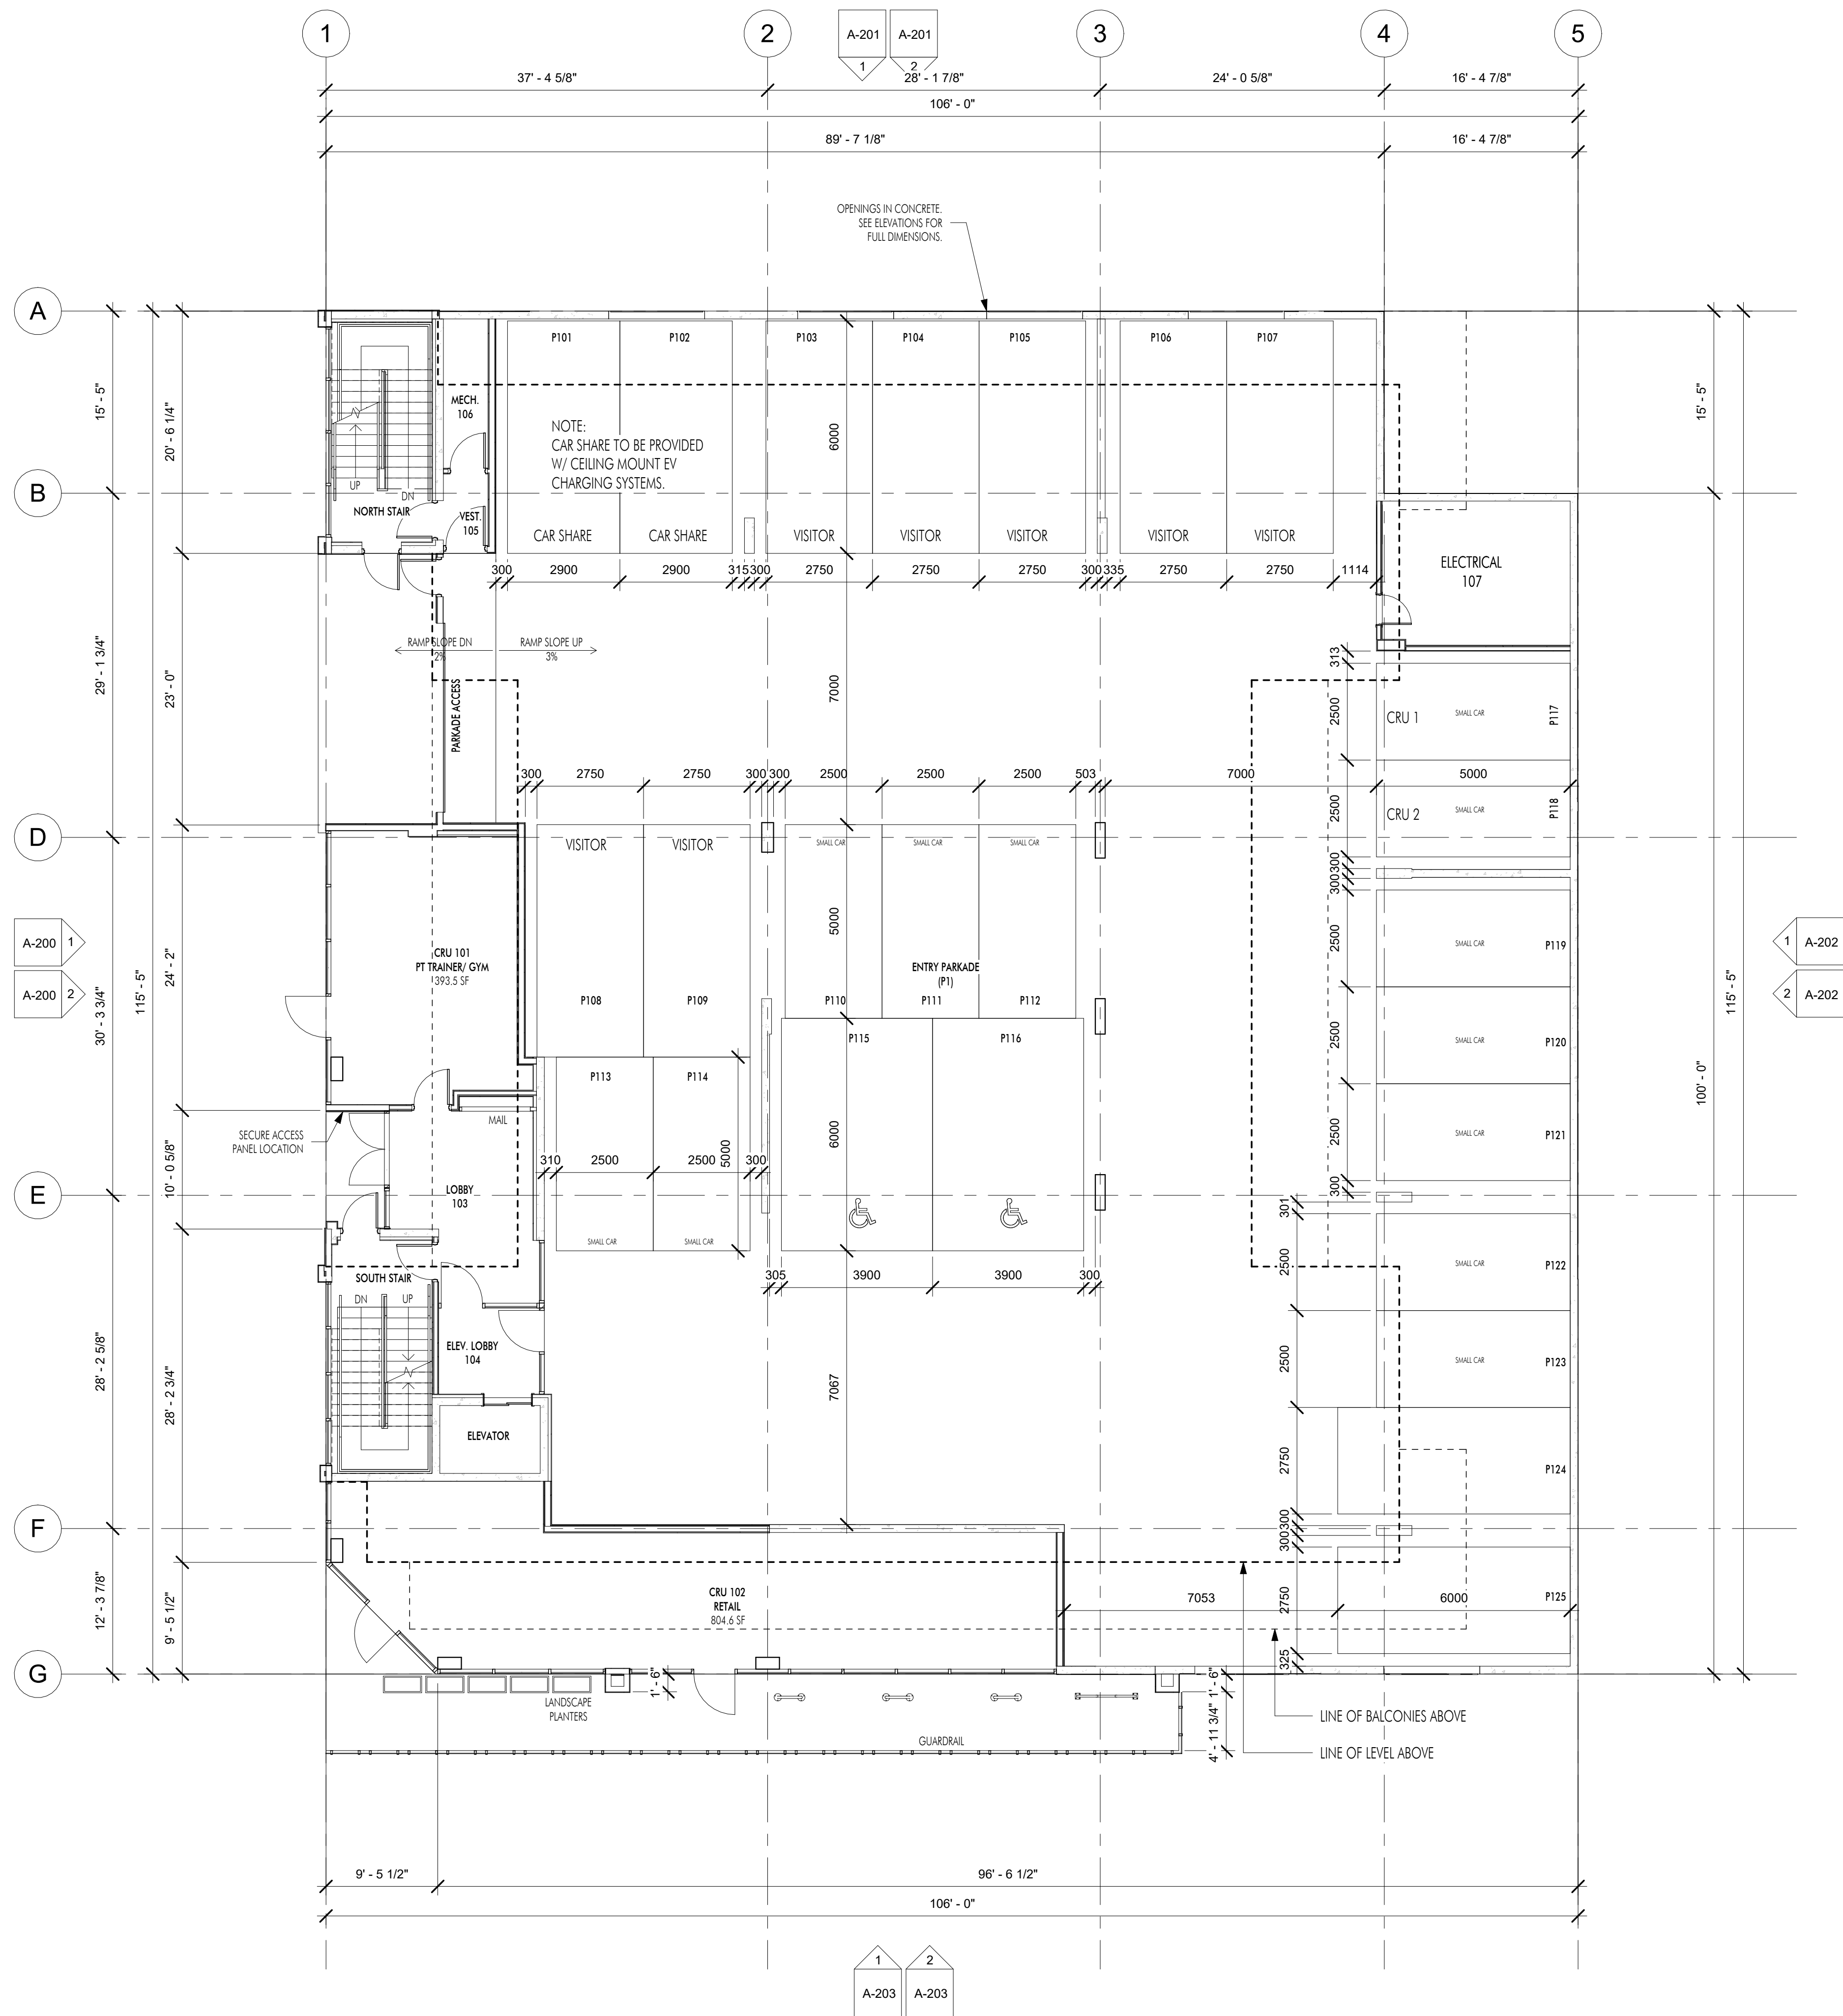 1
2
3
4
5
A-201
A-201
1
2
37' - 4 5/8"
28' - 1 7/8"
24' - 0 5/8"
16' - 4 7/8"
106' - 0"
89' - 7 1/8"
16' - 4 7/8"
OPENINGS IN CONCRETE.
SEE ELEVATIONS FOR
FULL DIMENSIONS.
A
B
D
E
F
G
15' - 5"
29' - 1 3/4"
30' - 3 3/4"
28' - 2 5/8"
12' - 3 7/8"
115' - 5"
20' - 6 1/4"
23' - 0"
24' - 2"
10' - 0 5/8"
28' - 2 3/4"
9' - 5 1/2"
A-200
1
A-200
2
P101
P102
P103
P104
P105
P106
P107
MECH.
106
NOTE:
CAR SHARE TO BE PROVIDED
W/ CEILING MOUNT EV
CHARGING SYSTEMS.
6000
UP
DN
NORTH STAIR
VEST.
105
CAR SHARE
CAR SHARE
VISITOR
VISITOR
VISITOR
VISITOR
VISITOR
300
2900
2900
315
300
2750
2750
2750
300
335
2750
2750
1114
ELECTRICAL
107
RAMP SLOPE DN
2%
RAMP SLOPE UP
3%
PARKADE ACCESS
7000
313
2500
CRU 1
SMALL CAR
P117
300
2750
2750
300
300
2500
2500
2500
503
7000
5000
2500
CRU 2
SMALL CAR
P118
300
300
VISITOR
VISITOR
SMALL CAR
SMALL CAR
SMALL CAR
5000
CRU 101
PT TRAINER/ GYM
393.5 SF
ENTRY PARKADE
(P1)
P108
P109
P110
P111
P112
P115
P116
2500
SMALL CAR
P119
2500
SMALL CAR
P120
2500
SMALL CAR
P121
300
P113
P114
MAIL
SECURE ACCESS
PANEL LOCATION
6000
310
2500
2500
5000
300
LOBBY
103
SMALL CAR
SMALL CAR
301
2500
SMALL CAR
P122
305
3900
3900
300
SOUTH STAIR
DN
UP
ELEV. LOBBY
104
2500
SMALL CAR
P123
7067
ELEVATOR
2750
P124
300
300
CRU 102
RETAIL
804.6 SF
7053
2750
6000
P125
325
1' - 6"
1' - 6"
4' - 11 3/4"
LANDSCAPE
PLANTERS
GUARDRAIL
LINE OF BALCONIES ABOVE
LINE OF LEVEL ABOVE
15' - 5"
100' - 0"
115' - 5"
1
A-202
2
A-202
9' - 5 1/2"
96' - 6 1/2"
106' - 0"
1
2
A-203
A-203